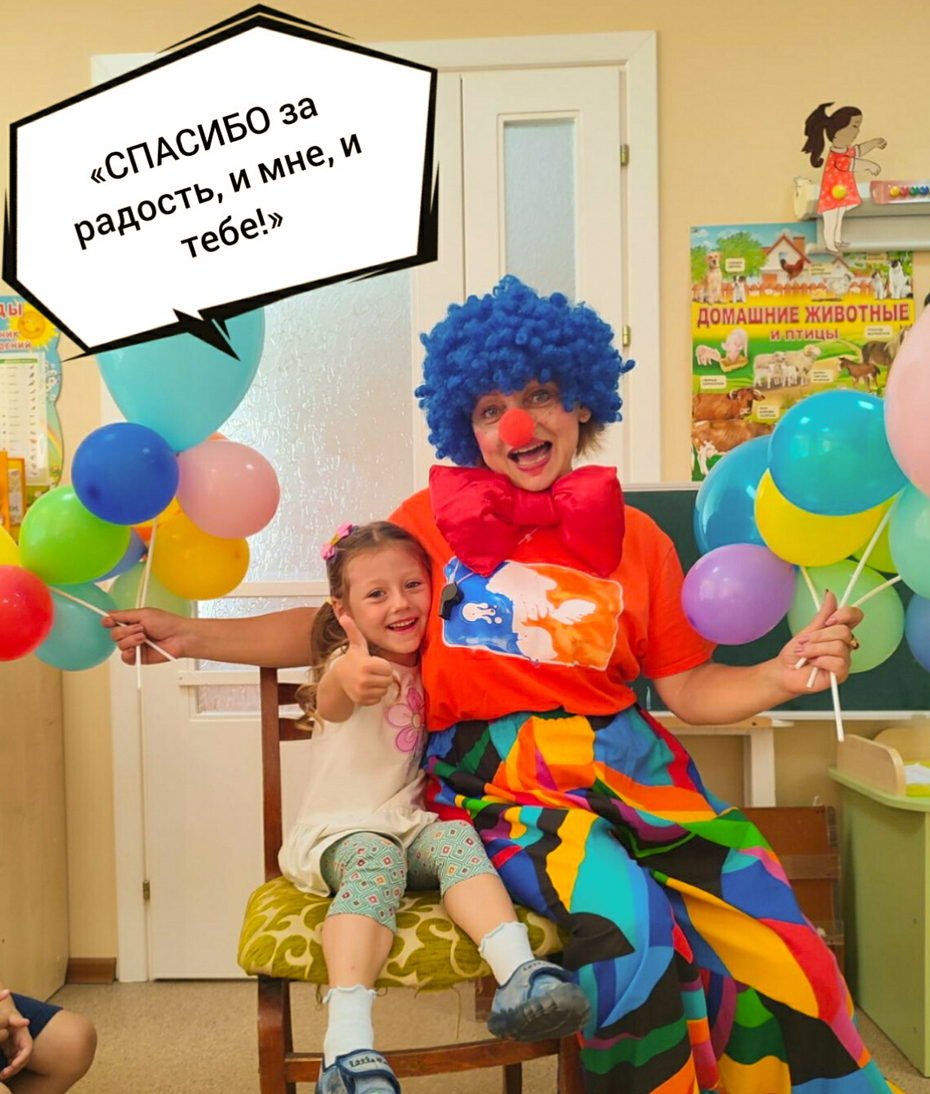 «СПАСИБО за
радость, и мне, и
тебе!»
ДОМАШНИЕ ЖИВОТНЫЕ
И ПТИЦЫ